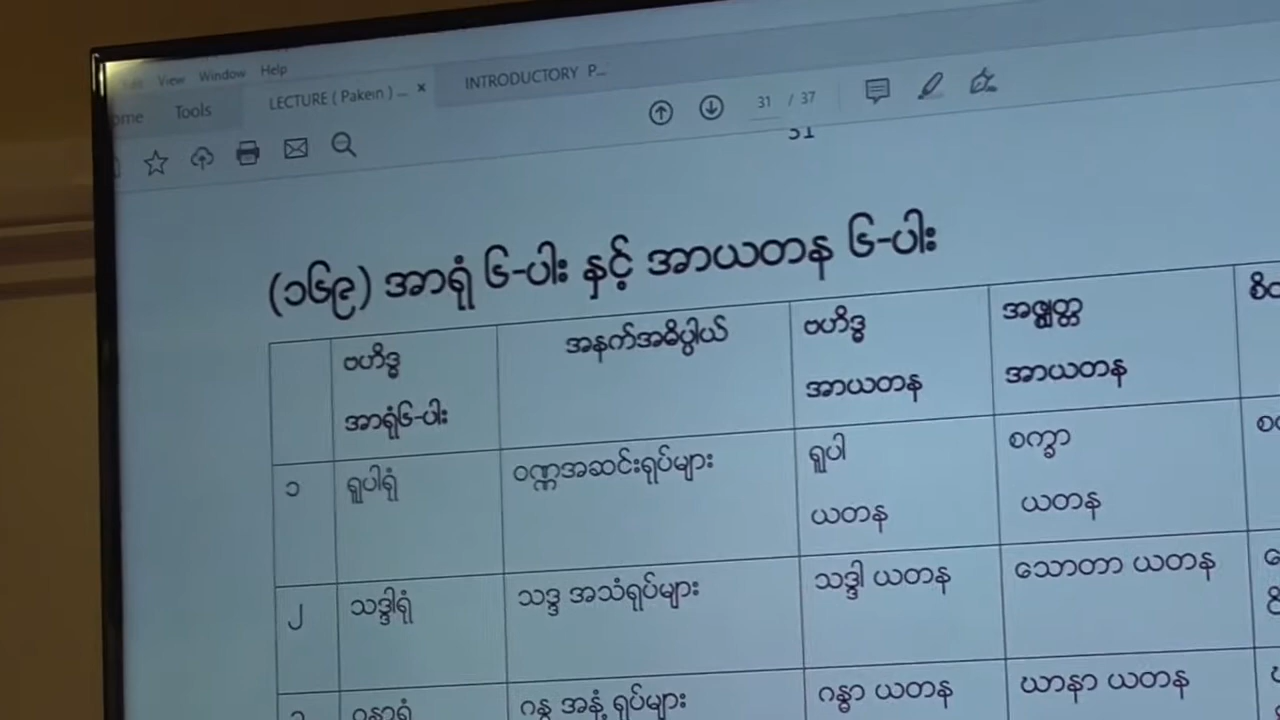 View Window Help
Tools
LECTURE ( Pakein ) ... ×
INTRODUCTORY P...
31 / 37
(၁၆၉) အာရုံ ၆-ပါး နှင့် အာယတန ၆-ပါး
ဗဟိဒ္ဓ
အာရုံ၆-ပါး
အနက်အဓိပ္ပါယ်
ဗဟိဒ္ဓ
အာယတန
အဇ္ဈတ္တ
အာယတန
၁
ရူပါရုံ
ဝဏ္ဏအဆင်းရုပ်များ
ရူပါ
ယတန
စက္ခာ
ယတန
၂
သဒ္ဒါရုံ
သဒ္ဒ အသံရုပ်များ
သဒ္ဒါ ယတန
သောတာ ယတန
ဂန္ဓာရုံ
ဂန္ဓ အနံ့ ရုပ်များ
ဂန္ဓာ ယတန
ဃာနာ ယတန